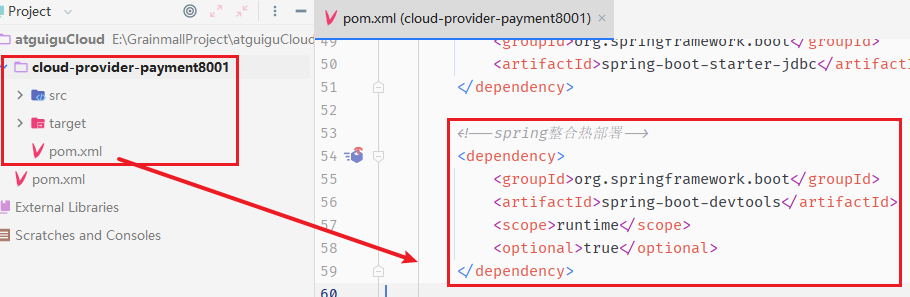 Project
atguiguCloud E:\GrainmallProject\atguiguCloud
cloud-provider-payment8001
src
target
pom.xml
pom.xml
External Libraries
Scratches and Consoles
pom.xml (cloud-provider-payment8001)
49 <groupId>org.springframework.boot</groupId>
50 <artifactId>spring-boot-starter-jdbc</artifact
51 </dependency>
52
53 <!--spring整合热部署-->
54 <dependency>
55 <groupId>org.springframework.boot</groupId>
56 <artifactId>spring-boot-devtools</artifactId>
57 <scope>runtime</scope>
58 <optional>true</optional>
59 </dependency>
60